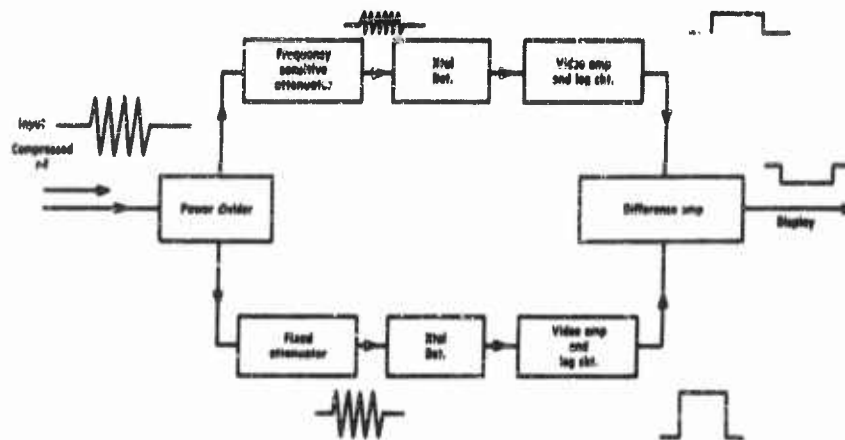 Frequency
sensitive
attenuator
Xtal
Det.
Video amp
and log ckt.
Input
Compressed
r-f
Power divider
Difference amp
Display
Fixed
attenuator
Xtal
Det.
Video amp
and
log ckt.